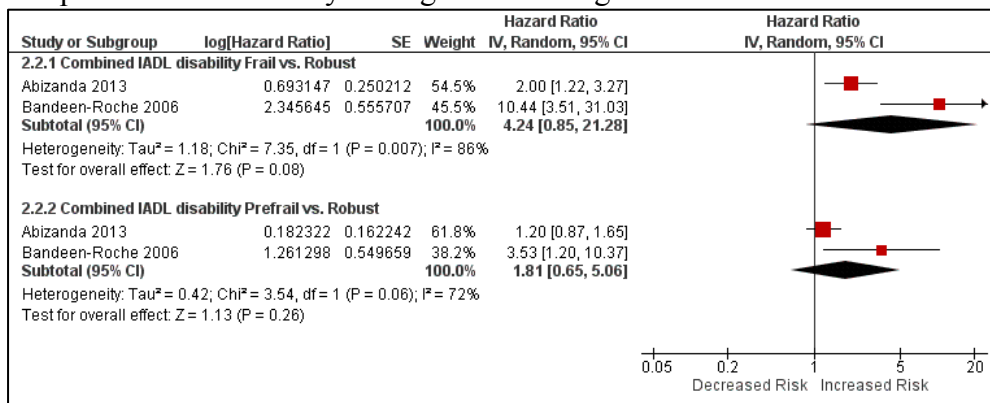 Hazard Ratio Hazard Ratio
Study or Subgroup log[Hazard Ratio] SE Weight IV, Random, 95% CI IV, Random, 95% CI
2.2.1 Combined IADL disability Frail vs. Robust
Abizanda 2013 0.693147 0.250212 54.5% 2.00 [1.22, 3.27]
Bandeen-Roche 2006 2.345645 0.555707 45.5% 10.44 [3.51, 31.03]
Subtotal (95% CI) 100.0% 4.24 [0.85, 21.28]
Heterogeneity: Tau² = 1.18; Chi² = 7.35, df = 1 (P = 0.007); I² = 86%
Test for overall effect: Z = 1.76 (P = 0.08)
2.2.2 Combined IADL disability Prefrail vs. Robust
Abizanda 2013 0.182322 0.162242 61.8% 1.20 [0.87, 1.65]
Bandeen-Roche 2006 1.261298 0.549659 38.2% 3.53 [1.20, 10.37]
Subtotal (95% CI) 100.0% 1.81 [0.65, 5.06]
Heterogeneity: Tau² = 0.42; Chi² = 3.54, df = 1 (P = 0.06); I² = 72%
Test for overall effect: Z = 1.13 (P = 0.26)
0.05 0.2 1 5 20
Decreased Risk Increased Risk